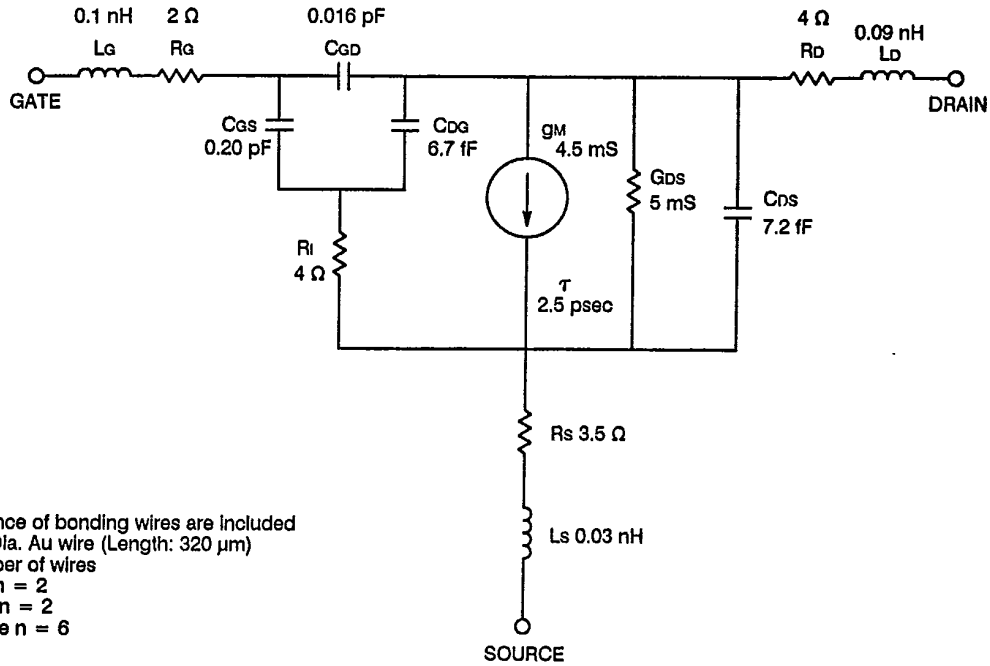 0.1 nH 2 Ω 0.016 pF 4 Ω 0.09 nH
LG RG CGD RD LD
GATE DRAIN
CGS 0.20 pF
CDG 6.7 fF
gM 4.5 mS
GDS 5 mS
CDS 7.2 fF
RI 4 Ω
τ 2.5 psec
Rs 3.5 Ω
Ls 0.03 nH
SOURCE
of bonding wires are included
Au wire (Length: 320 µm)
of wires
n = 2
n = 2
n = 6